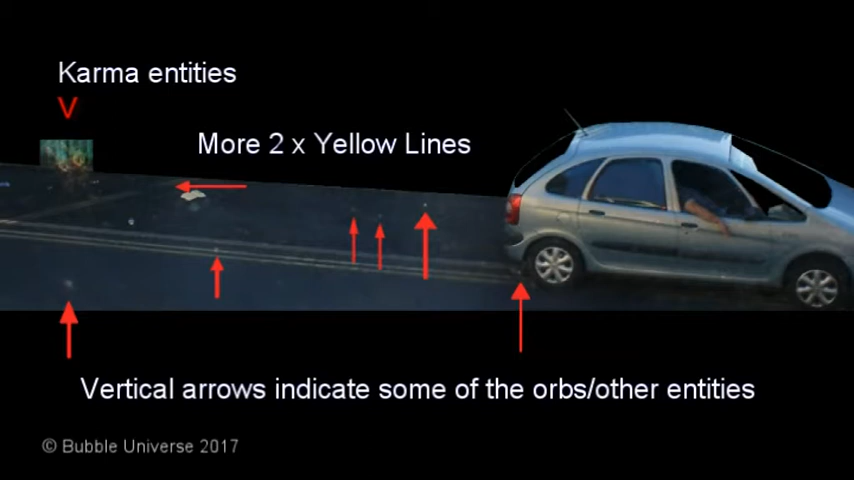 Karma entities
V
More 2 x Yellow Lines
Vertical arrows indicate some of the orbs/other entities
© Bubble Universe 2017